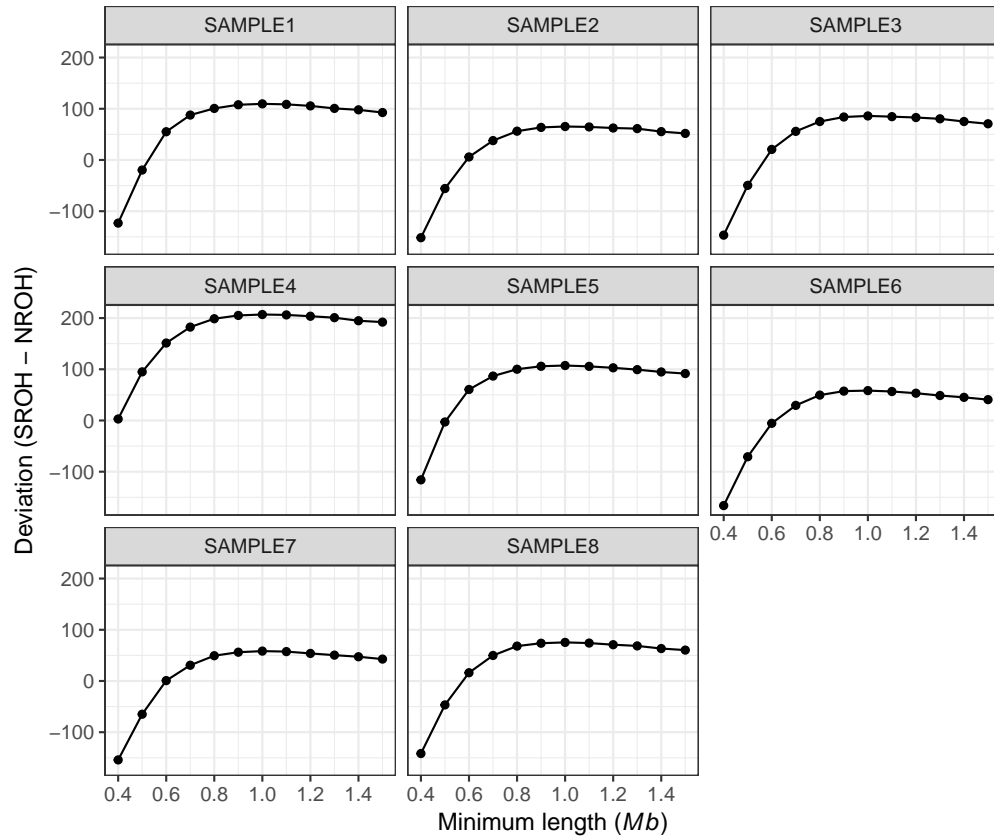 SAMPLE1
SAMPLE2
SAMPLE3
200
100
0
−100
SAMPLE4
SAMPLE5
SAMPLE6
200
100
0
−100
0.4 0.6 0.8 1.0 1.2 1.4
SAMPLE7
SAMPLE8
200
100
0
−100
0.4 0.6 0.8 1.0 1.2 1.4
0.4 0.6 0.8 1.0 1.2 1.4
Minimum length (Mb)
Deviation (SROH − NROH)